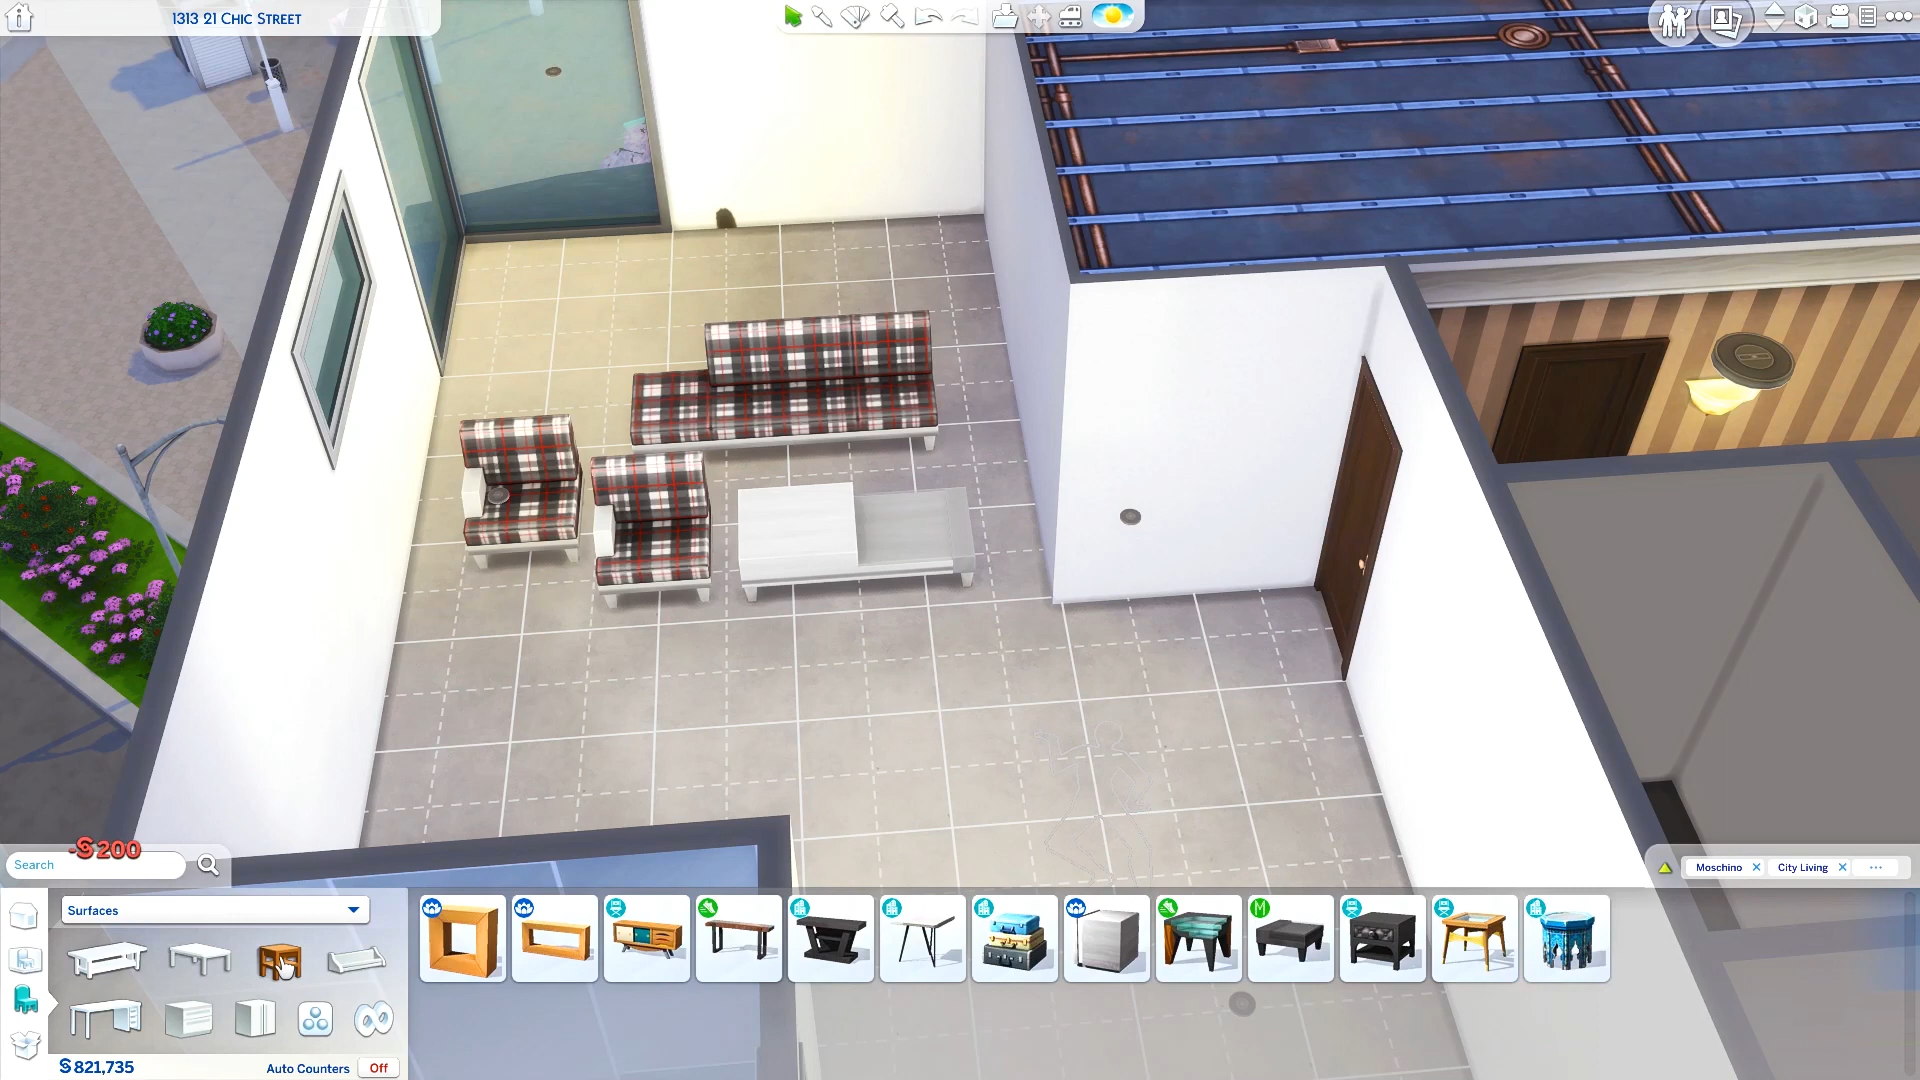 1313 21 CHIC STREET
-§200
Search
Moschino
City Living
Surfaces
M
§821,735
Auto Counters
Off